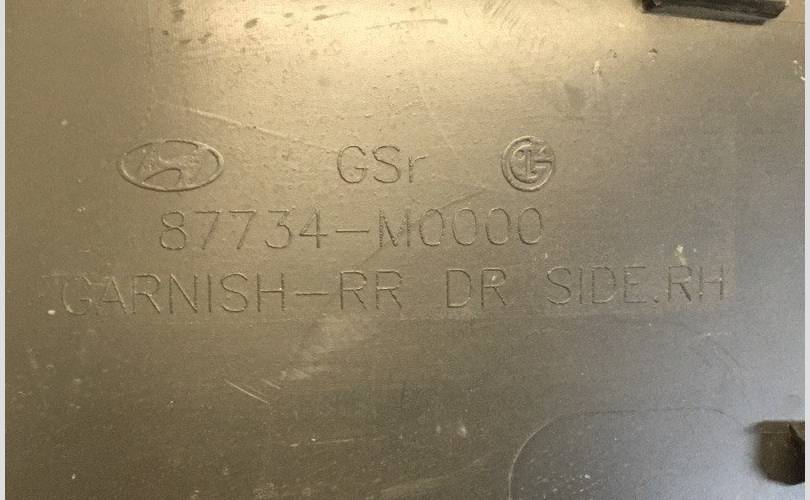 GSr
87734-M0000
GARNISH-RR DR SIDE.RH